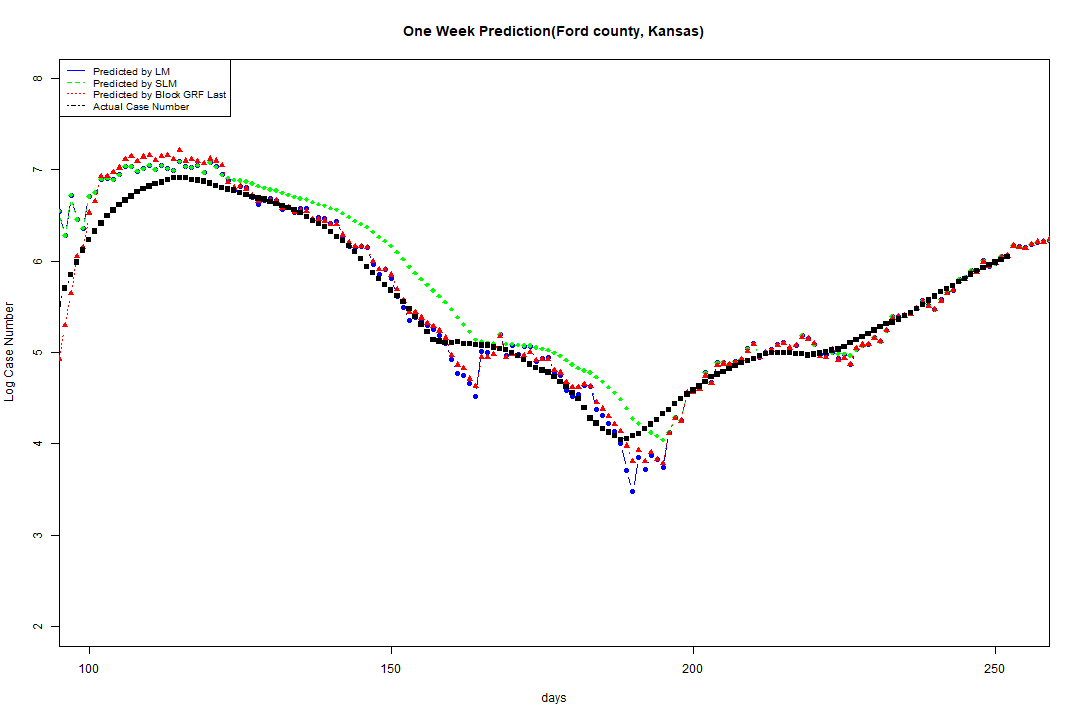 One Week Prediction(Ford county, Kansas)
Predicted by LM
Predicted by SLM
Predicted by Block GRF Last
Actual Case Number
Log Case Number
8
7
6
5
4
3
2
100 150 200 250
days